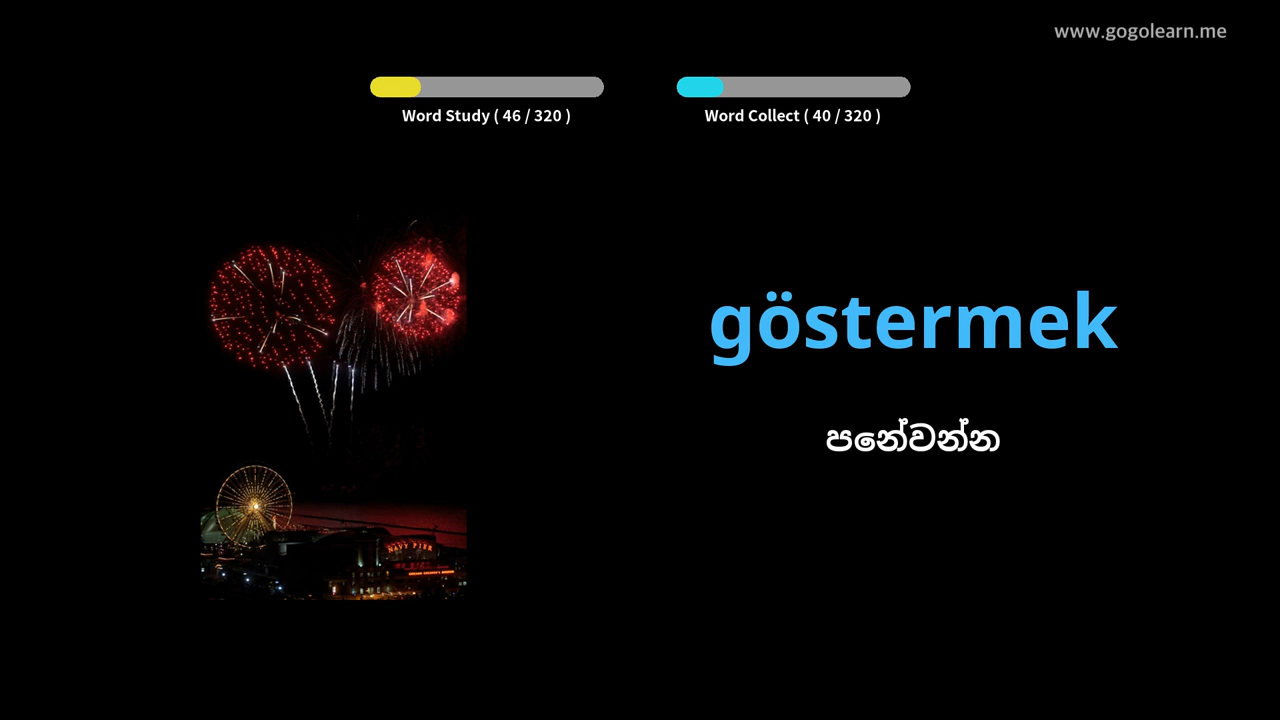 www.gogolearn.me
Word Study ( 46 / 320 )
Word Collect ( 40 / 320 )
göstermek
පනේවන්න
NAVY PIER